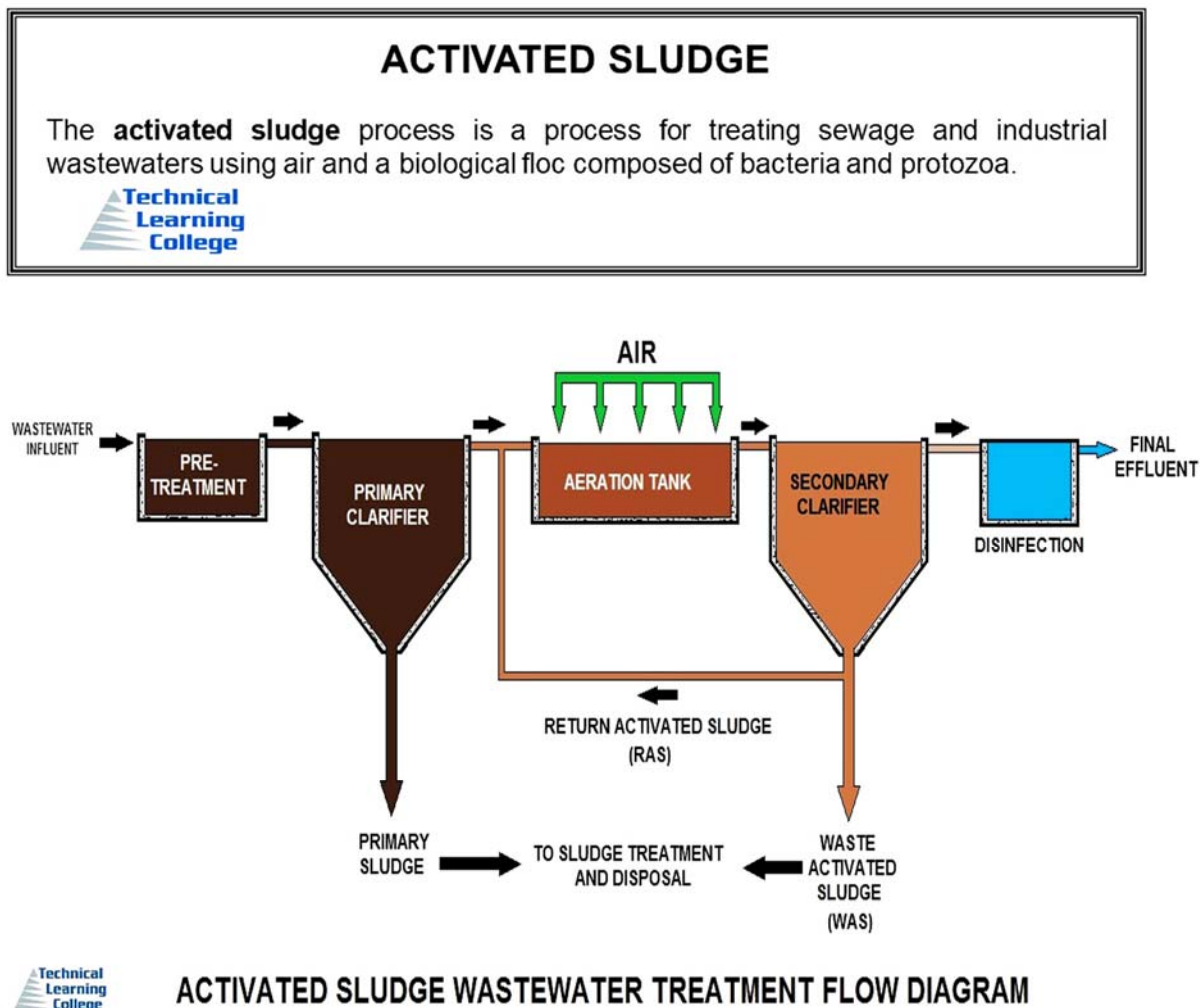 ACTIVATED SLUDGE
The activated sludge process is a process for treating sewage and industrial
wastewaters using air and a biological floc composed of bacteria and protozoa.
Technical
Learning
College
AIR
WASTEWATER
INFLUENT
PRE-
TREATMENT
PRIMARY
CLARIFIER
AERATION TANK
SECONDARY
CLARIFIER
FINAL
EFFLUENT
DISINFECTION
RETURN ACTIVATED SLUDGE
(RAS)
PRIMARY
SLUDGE
TO SLUDGE TREATMENT
AND DISPOSAL
WASTE
ACTIVATED
SLUDGE
(WAS)
Technical
Learning
College
ACTIVATED SLUDGE WASTEWATER TREATMENT FLOW DIAGRAM